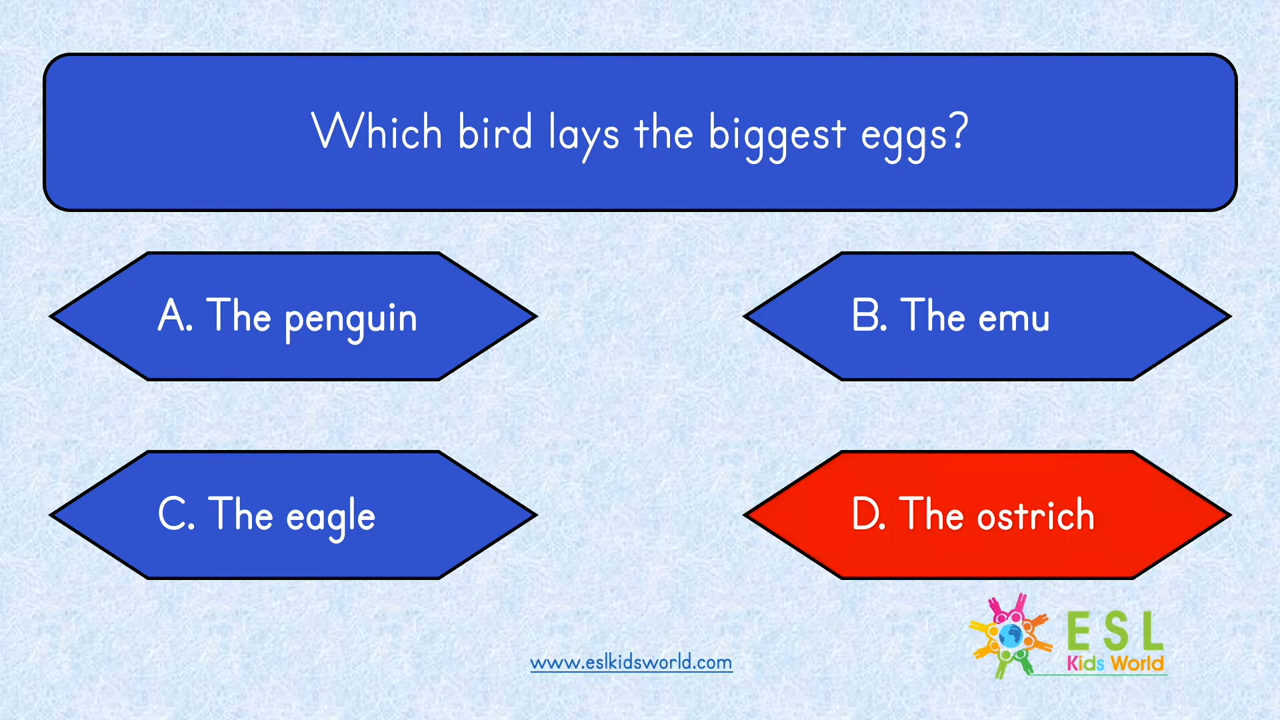 Which bird lays the biggest eggs?
A. The penguin
B. The emu
C. The eagle
D. The ostrich
www.eslkidsworld.com
ESL
Kids World